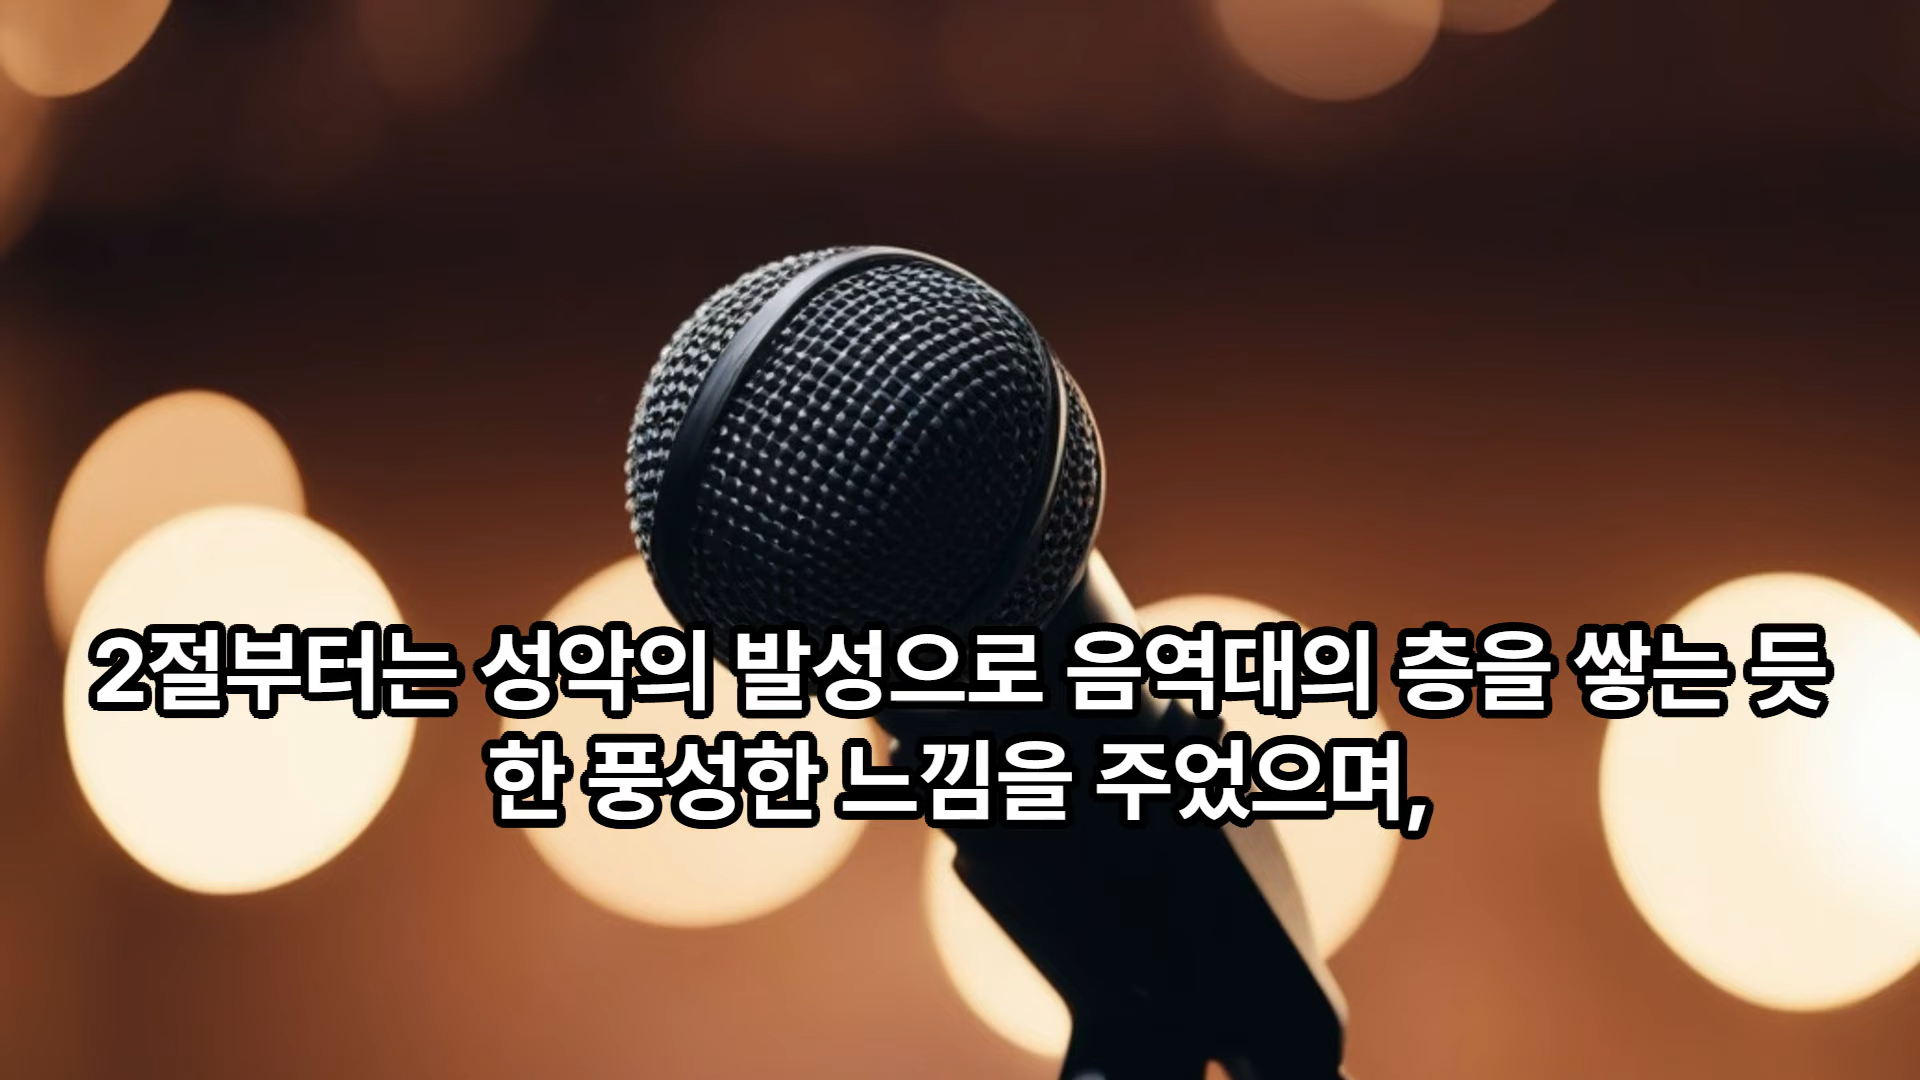 2절부터는 성악의 발성으로 음역대의 층을 쌓는 듯
한 풍성한 느낌을 주었으며,